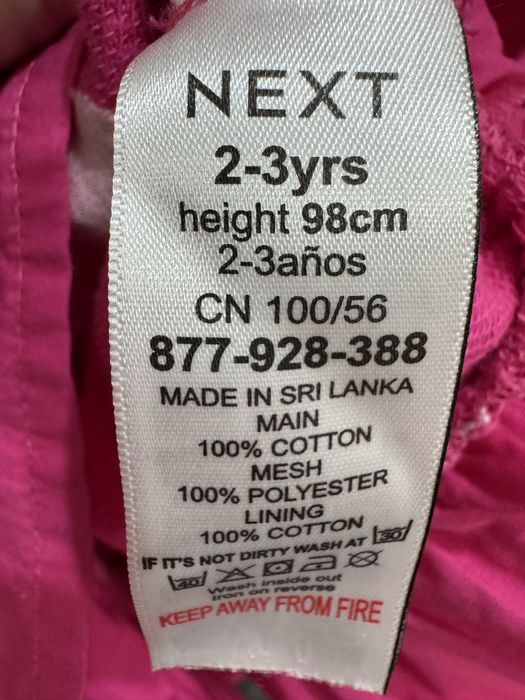 NEXT
2-3yrs
height 98cm
2-3años
CN 100/56
877-928-388
MADE IN SRI LANKA
MAIN
100% COTTON
MESH
100% POLYESTER
LINING
100% COTTON
IF IT'S NOT DIRTY WASH AT 30
40
Wash inside out
Iron on reverse
KEEP AWAY FROM FIRE